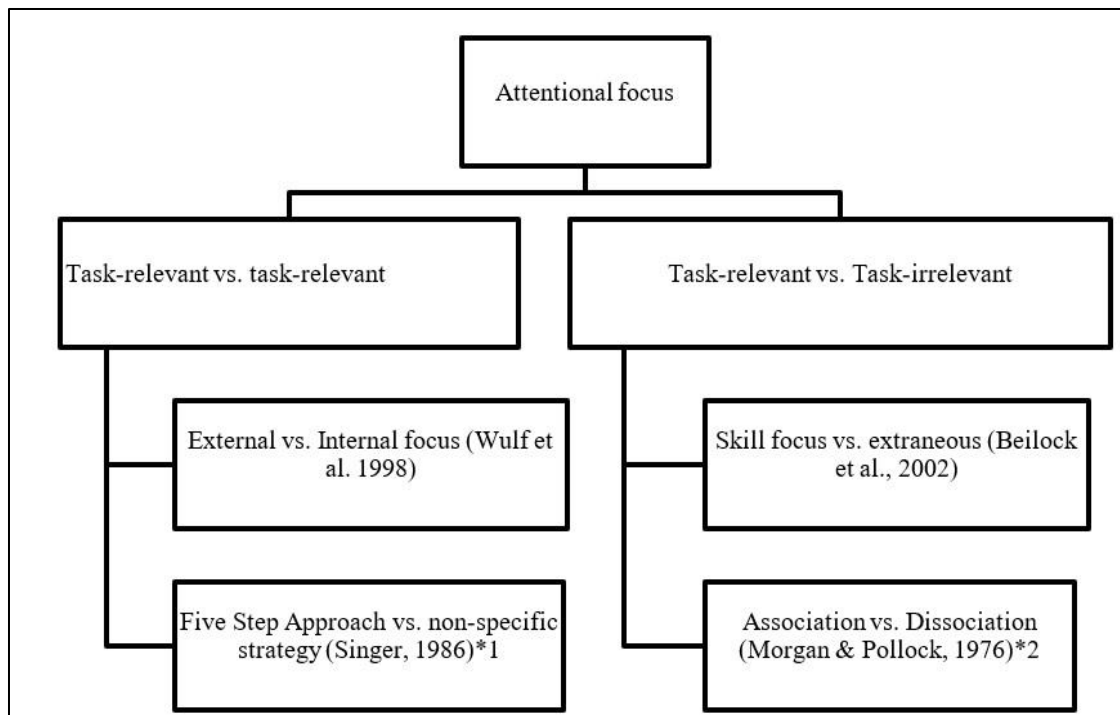 Attentional focus
Task-relevant vs. task-relevant
Task-relevant vs. Task-irrelevant
External vs. Internal focus (Wulf et
al. 1998)
Skill focus vs. extraneous (Beilock
et al., 2002)
Five Step Approach vs. non-specific
strategy (Singer, 1986)*1
Association vs. Dissociation
(Morgan & Pollock, 1976)*2